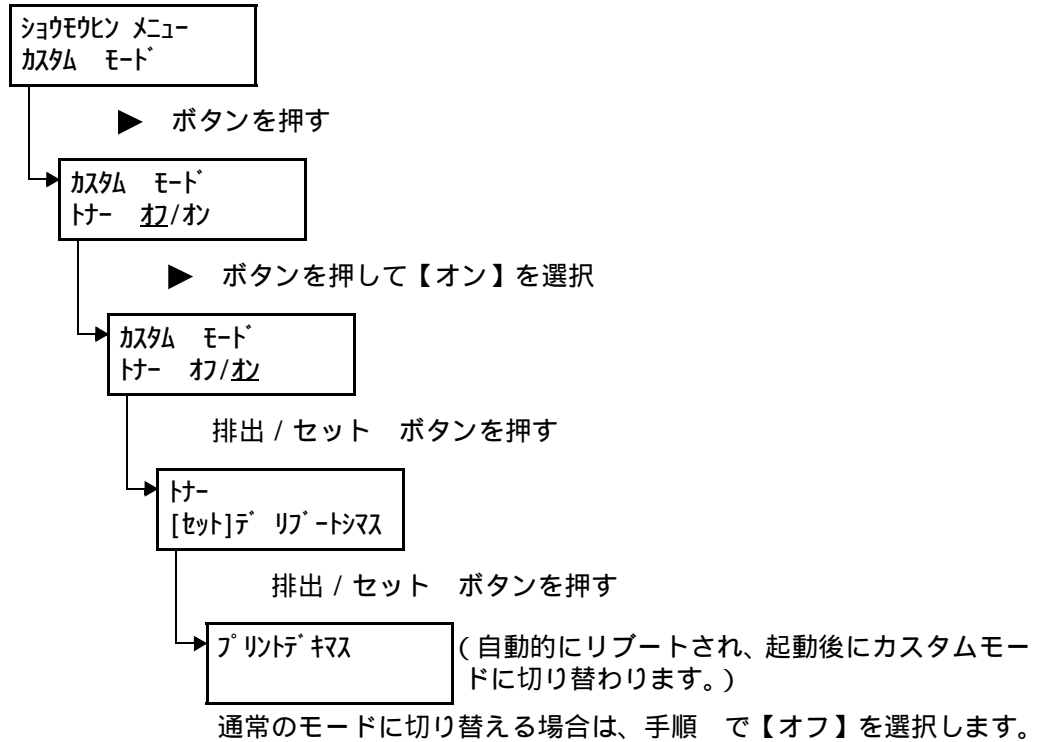 ｼｮｳﾓｳﾋﾝ ﾒﾆｭｰ
ｶｽﾀﾑ　ﾓｰﾄﾞ
▶　ボタンを押す
ｶｽﾀﾑ　ﾓｰﾄﾞ
ﾄﾅｰ　ｵﾌ/ｵﾝ
▶　ボタンを押して【オン】を選択
ｶｽﾀﾑ　ﾓｰﾄﾞ
ﾄﾅｰ　ｵﾌ/ｵﾝ
排出 / セット　ボタンを押す
ﾄﾅｰ
[ｾｯﾄ]ﾃﾞ ﾘﾌﾞｰﾄｼﾏｽ
排出 / セット　ボタンを押す
ﾌﾟﾘﾝﾄﾃﾞｷﾏｽ
（自動的にリブートされ、起動後にカスタムモー
ドに切り替わります。）
通常のモードに切り替える場合は、手順　で【オフ】を選択します。